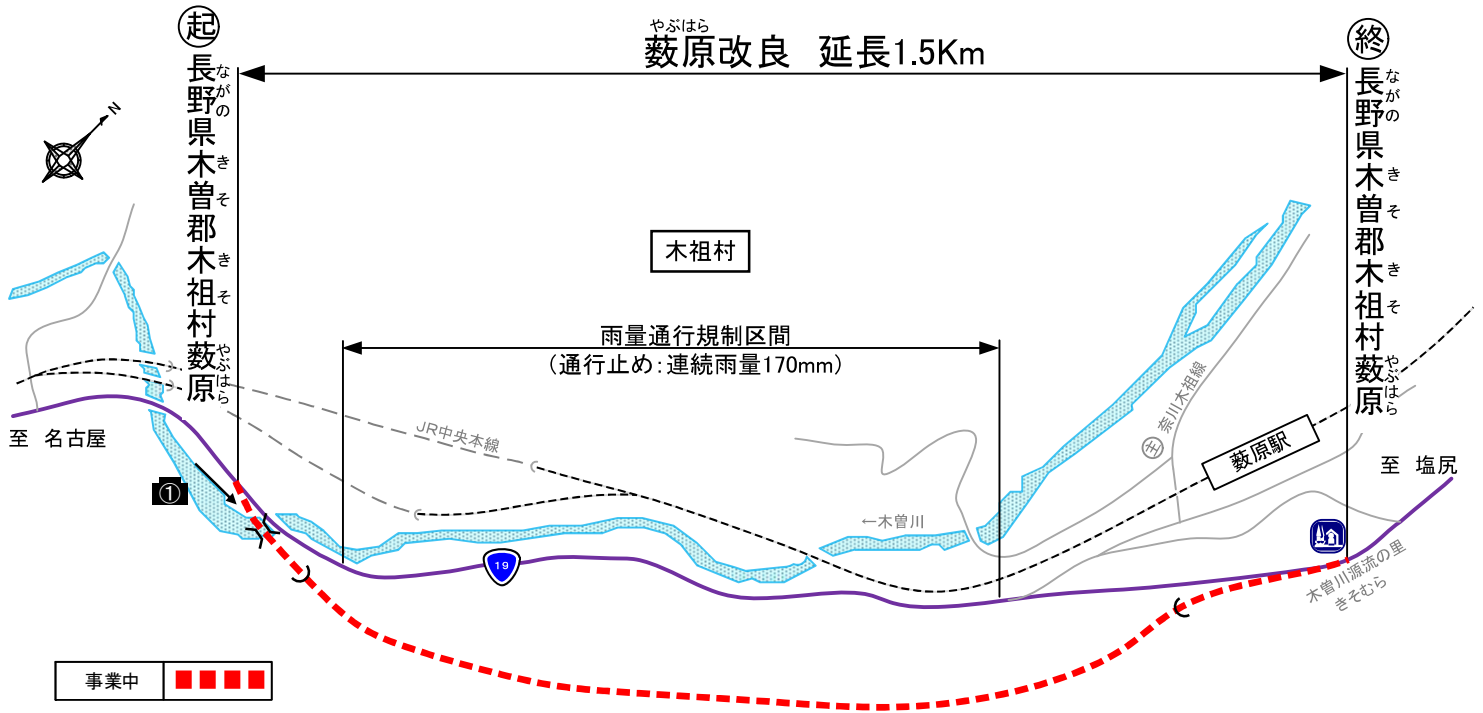 起
長野県木曽郡木祖村薮原
ながの
きそ
きそ
やぶはら
やぶはら
薮原改良 延長1.5Km
終
長野県木曽郡木祖村薮原
ながの
きそ
きそ
やぶはら
N
木祖村
雨量通行規制区間
（通行止め：連続雨量170mm）
JR中央本線
主 奈川木祖線
薮原駅
至 名古屋
至 塩尻
①
←木曽川
19
木曽川源流の里
きそむら
事業中